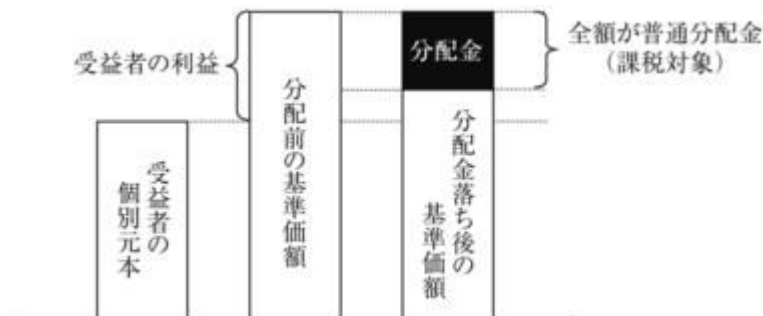 受益者の利益
受益者の
個別元本
分配前の基準価額
分配金
分配金落ち後の
基準価額
全額が普通分配金
（課税対象）